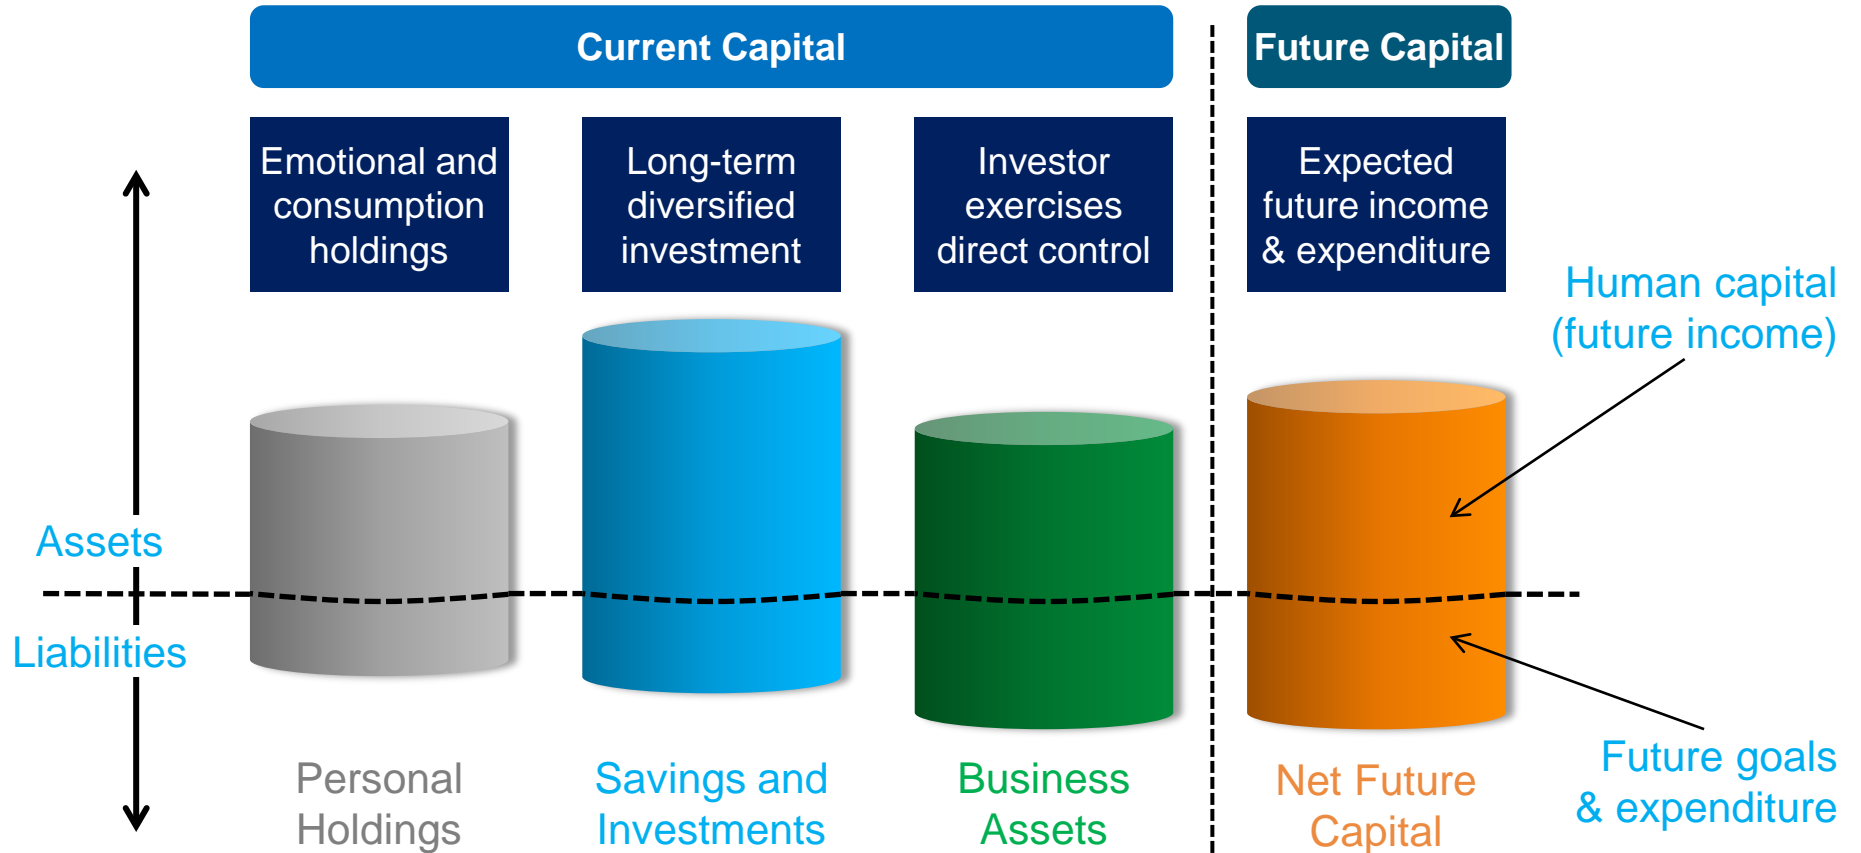 Current Capital
Future Capital
Emotional and
consumption
holdings
Long-term
diversified
investment
Investor
exercises
direct control
Expected
future income
& expenditure
Human capital
(future income)
Assets
Liabilities
Personal
Holdings
Savings and
Investments
Business
Assets
Net Future
Capital
Future goals
& expenditure